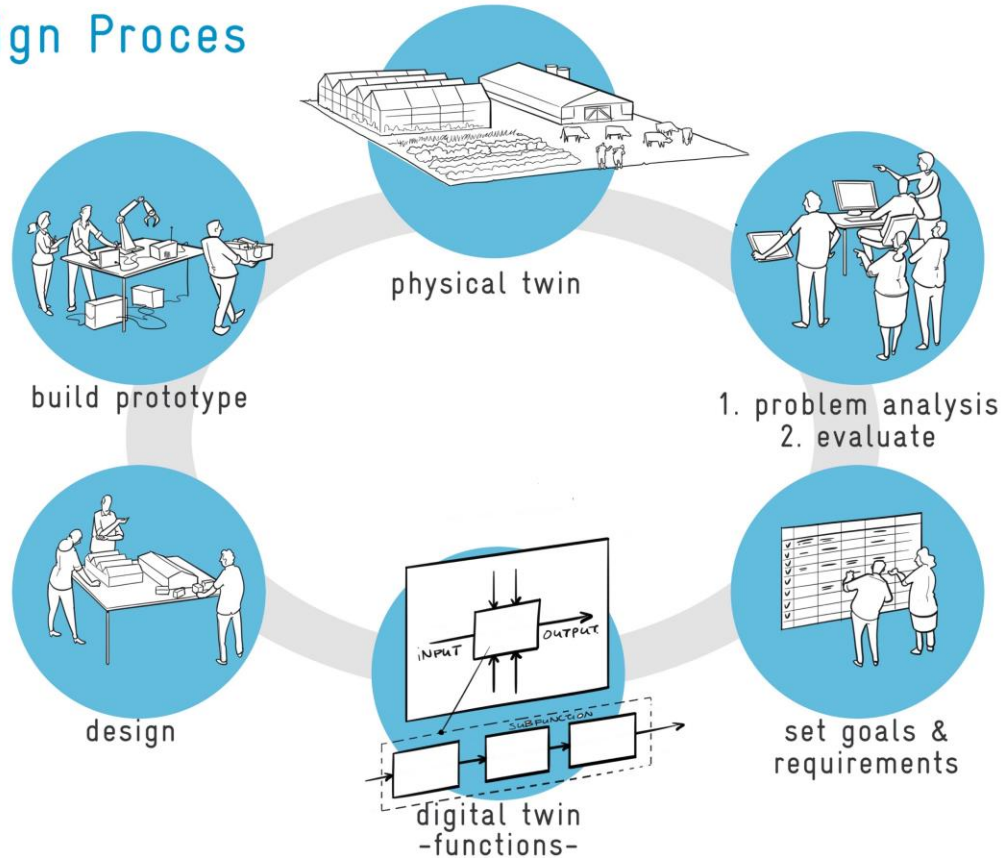 gn Proces
physical twin
build prototype
1. problem analysis
2. evaluate
INPUT
OUTPUT
SUBFUNCTION
design
set goals &
requirements
digital twin
-functions-